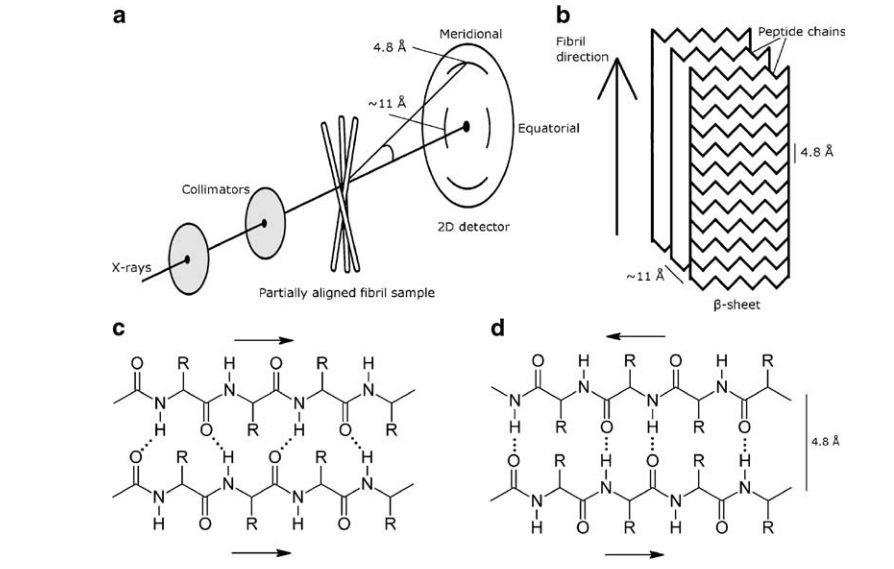 a
Meridional
4.8 Å
~11 Å
Equatorial
Collimators
2D detector
X-rays
Partially aligned fibril sample
b
Peptide chains
Fibril
direction
4.8 Å
~11 Å
β-sheet
c
O R H O R H
N N
H O R H O R
O R H O R H
N N
H O R H O R
d
O H R O H R
N N N N
H R O H R O
O R H O R H
N N N N
H O R H O R
4.8 Å